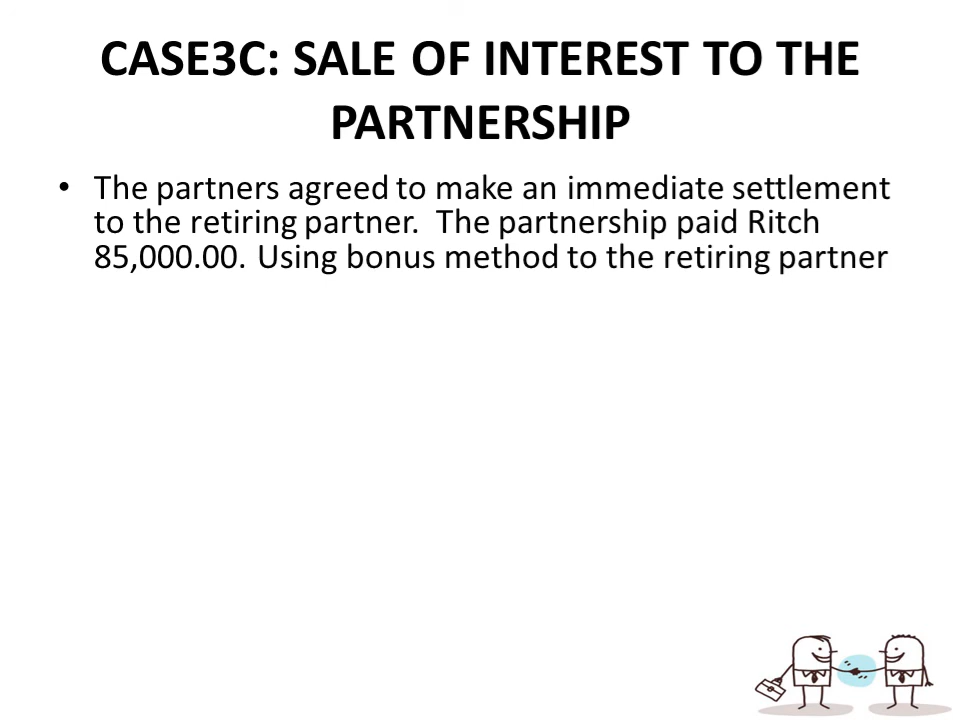 CASE3C: SALE OF INTEREST TO THE
PARTNERSHIP
• The partners agreed to make an immediate settlement
to the retiring partner.  The partnership paid Ritch
85,000.00. Using bonus method to the retiring partner